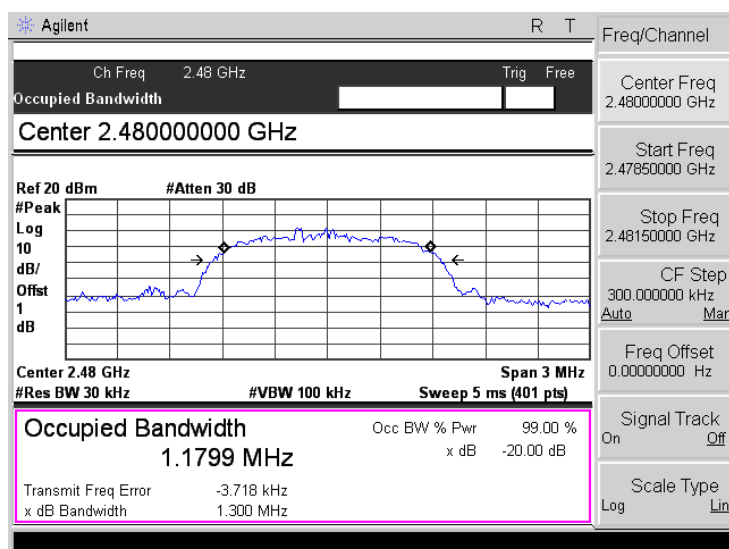 Agilent R T
Ch Freq 2.48 GHz Trig Free
Occupied Bandwidth
Center 2.480000000 GHz
Ref 20 dBm #Atten 30 dB
#Peak
Log
10
dB/
Offst
1
dB
Center 2.48 GHz Span 3 MHz
#Res BW 30 kHz #VBW 100 kHz Sweep 5 ms (401 pts)
Occupied Bandwidth
1.1799 MHz
Occ BW % Pwr 99.00 %
x dB -20.00 dB
Transmit Freq Error -3.718 kHz
x dB Bandwidth 1.300 MHz
Freq/Channel
Center Freq
2.48000000 GHz
Start Freq
2.47850000 GHz
Stop Freq
2.48150000 GHz
CF Step
300.000000 kHz
Auto Man
Freq Offset
0.00000000 Hz
Signal Track
On Off
Scale Type
Log Lin